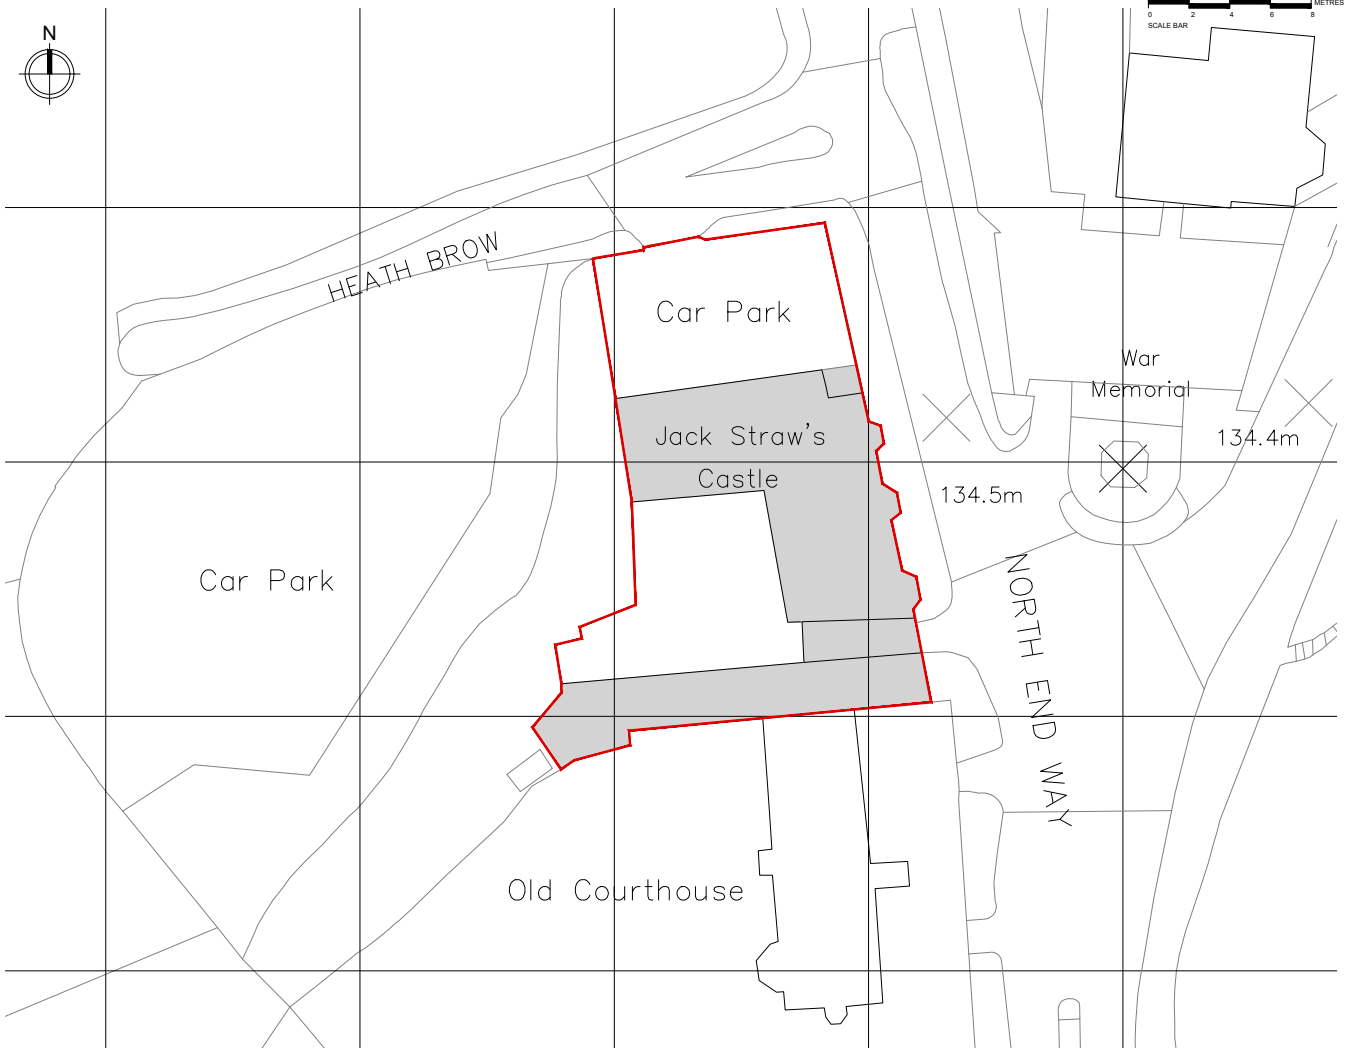 METRES
0 2 4 6 8
SCALE BAR
N
HEATH BROW
Car Park
War
Memorial
Jack Straw's
Castle
134.4m
134.5m
Car Park
NORTH END WAY
Old Courthouse